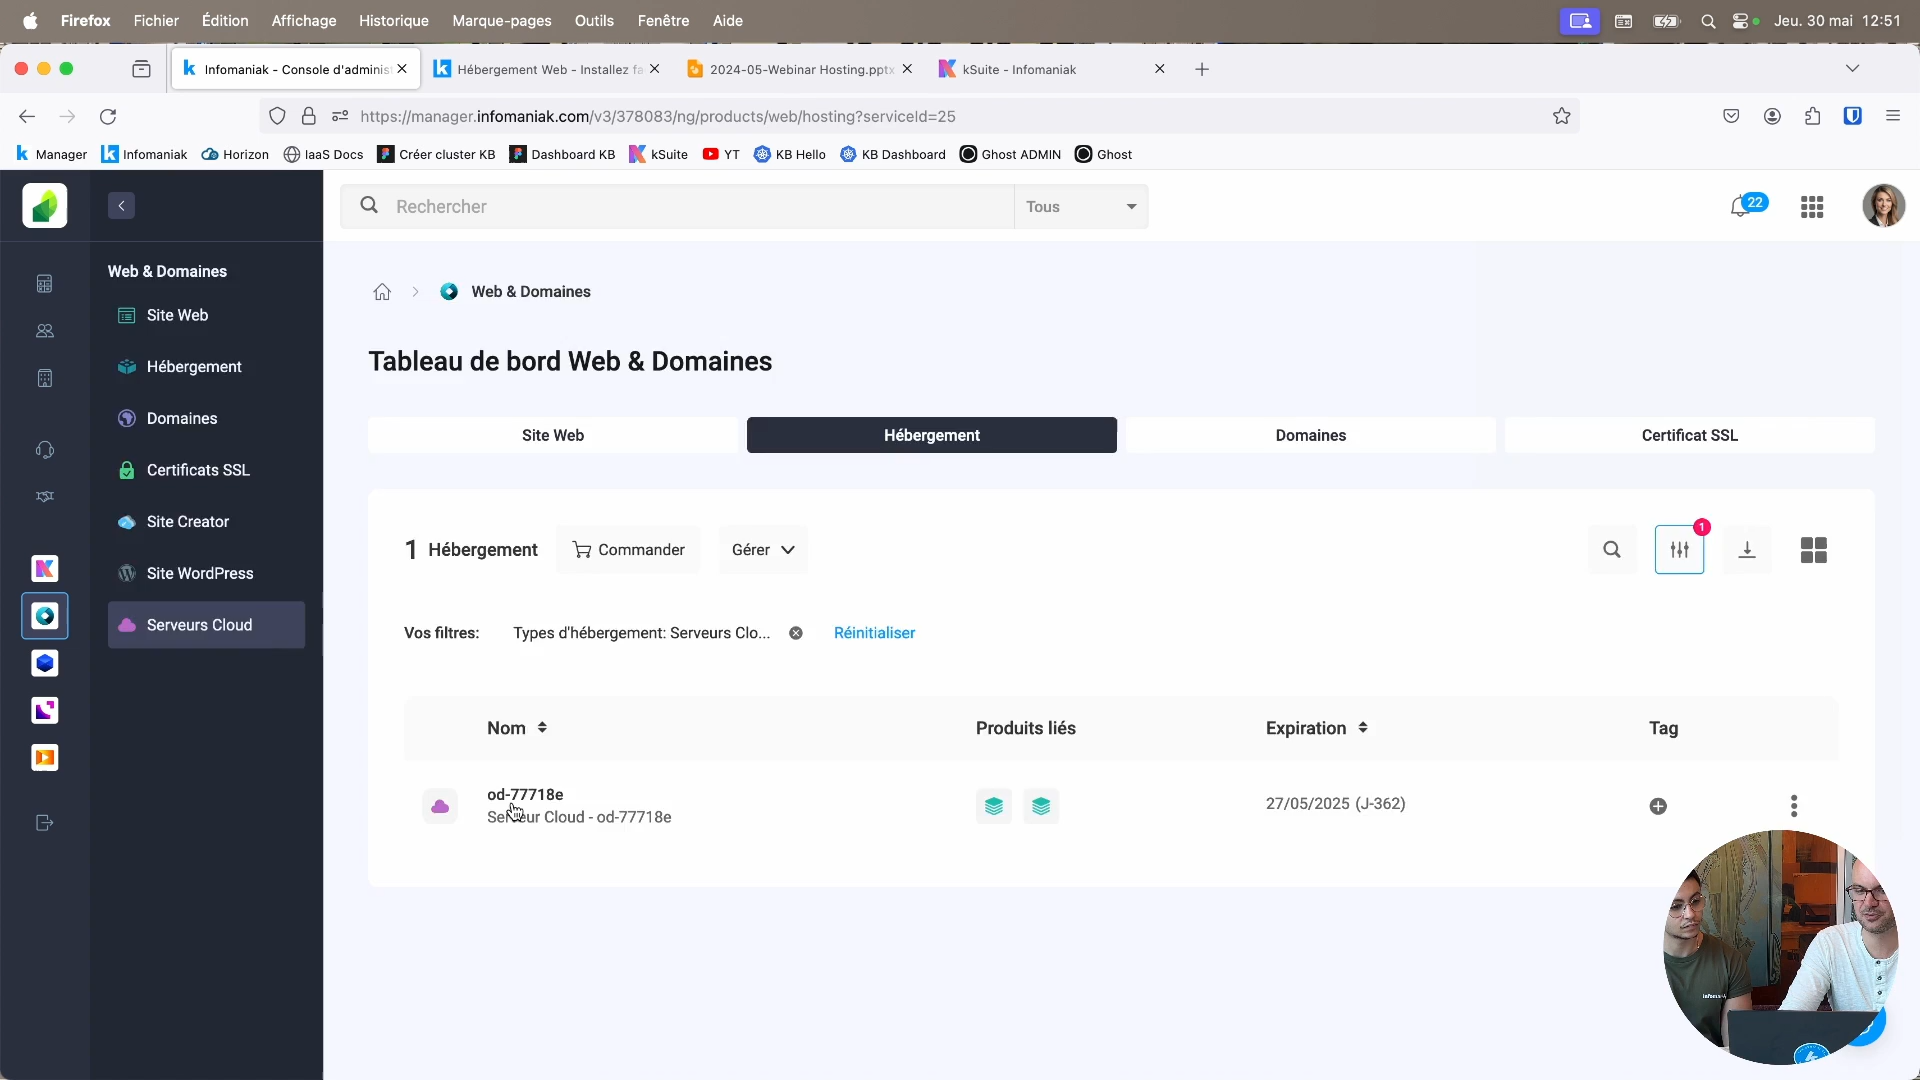 Firefox Fichier Édition Affichage Historique Marque-pages Outils Fenêtre Aide Jeu. 30 mai 12:51
Infomaniak - Console d'adminis Hébergement Web - Installez fa 2024-05-Webinar Hosting.pptx kSuite - Infomaniak
https://manager.infomaniak.com/v3/378083/ng/products/web/hosting?serviceId=25
Manager Infomaniak Horizon IaaS Docs Créer cluster KB Dashboard KB kSuite YT KB Hello KB Dashboard Ghost ADMIN Ghost
Rechercher Tous 22
Web & Domaines
Site Web
Hébergement
Domaines
Certificats SSL
Site Creator
Site WordPress
Serveurs Cloud
Web & Domaines
Tableau de bord Web & Domaines
Site Web Hébergement Domaines Certificat SSL
1 Hébergement Commander Gérer 1
Vos filtres: Types d'hébergement: Serveurs Clo... Réinitialiser
Nom Produits liés Expiration Tag
od-77718e
Serveur Cloud - od-77718e
27/05/2025 (J-362)